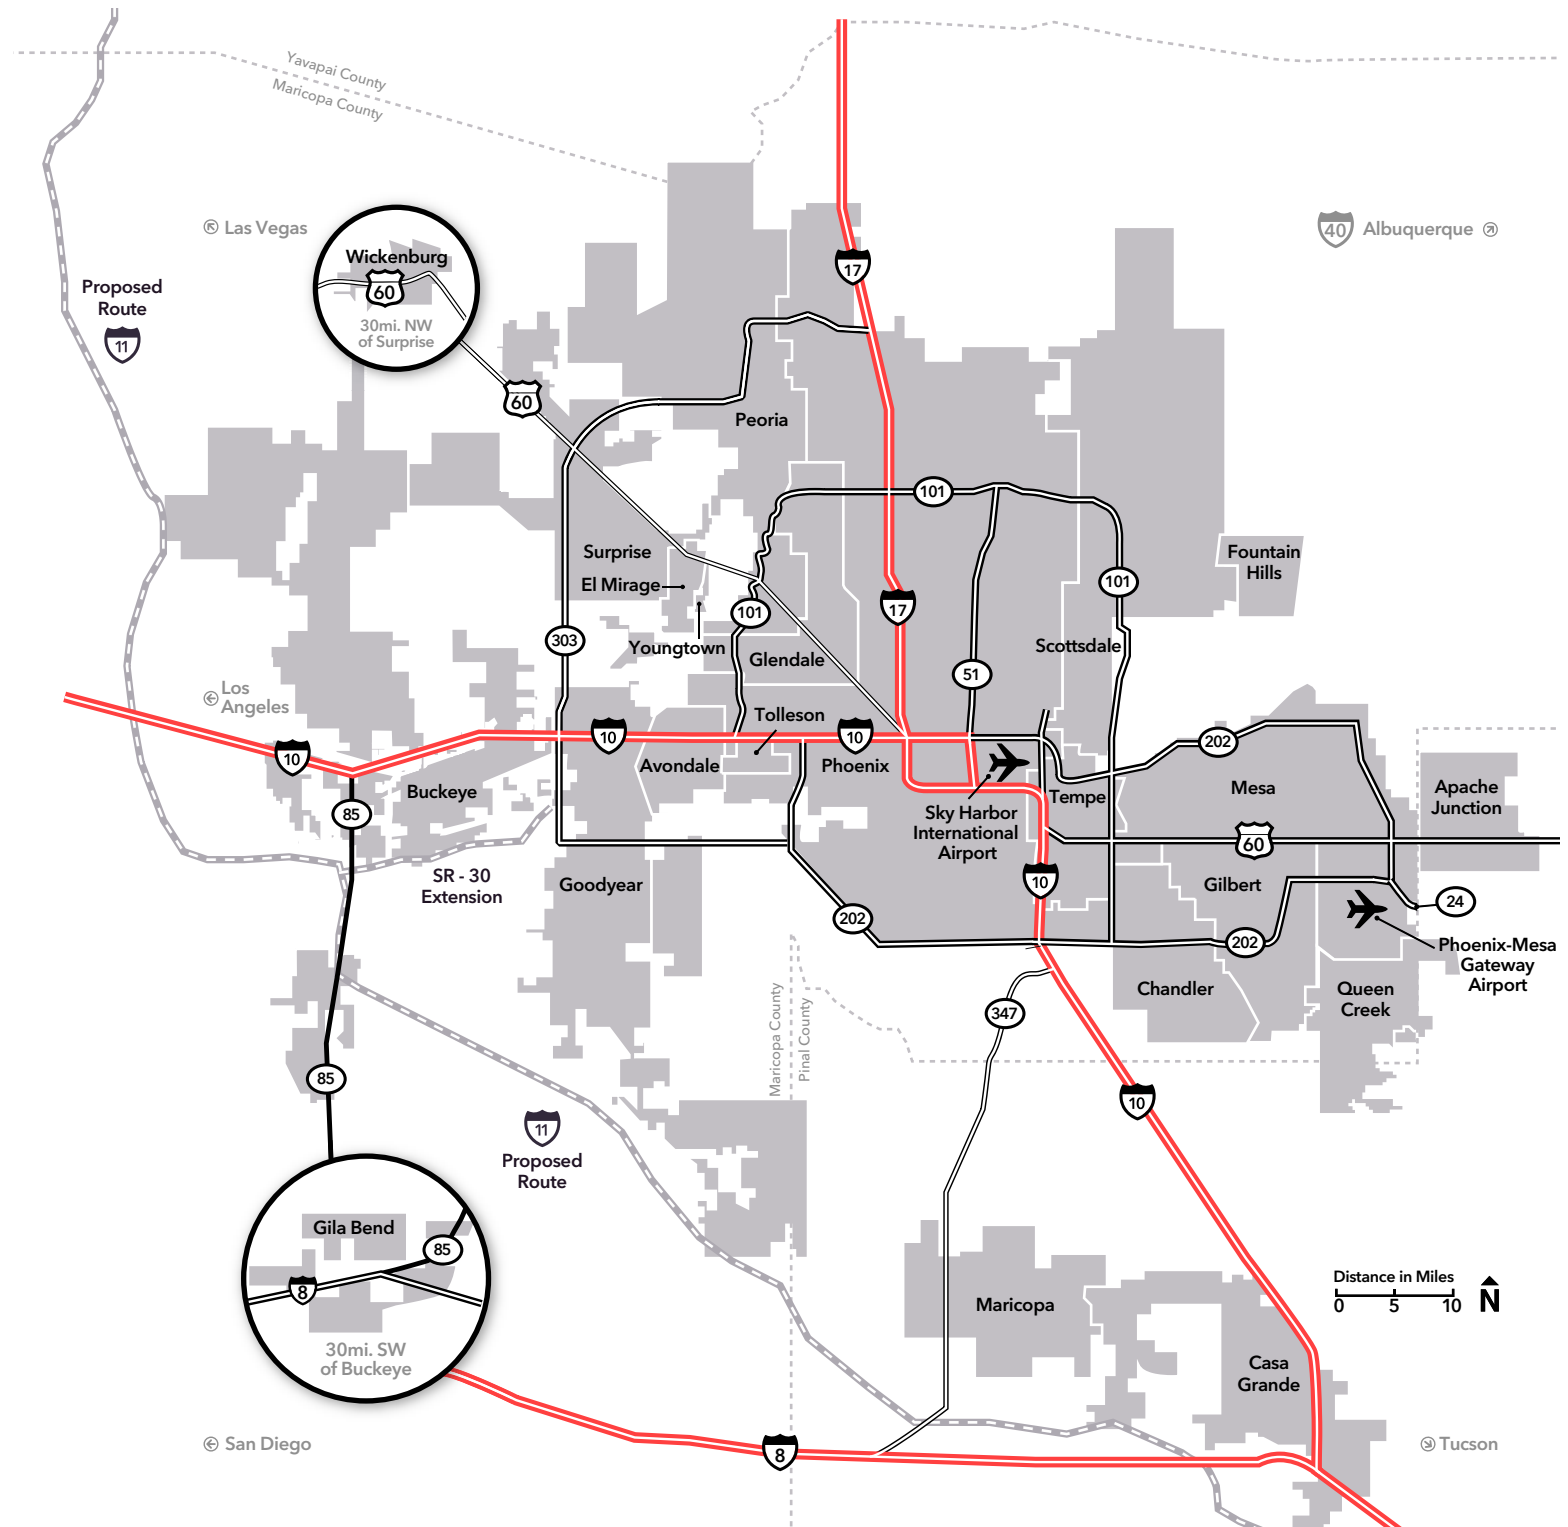 Yavapai County
Maricopa County
Las Vegas
40
Albuquerque
Wickenburg
60
30mi. NW
of Surprise
17
Proposed
Route
11
60
Peoria
101
Surprise
El Mirage
Fountain
Hills
101
101
17
303
Youngtown
Glendale
Scottsdale
51
Los
Angeles
Tolleson
10
10
10
202
Avondale
Phoenix
Buckeye
Tempe
Mesa
Apache
Junction
85
Sky Harbor
International
Airport
60
SR - 30
Extension
Goodyear
10
Gilbert
24
202
202
Phoenix-Mesa
Gateway
Airport
Chandler
Queen
Creek
347
Maricopa County
Pinal County
85
10
11
Proposed
Route
Gila Bend
85
8
30mi. SW
of Buckeye
Maricopa
Distance in Miles
0 5 10
N
Casa
Grande
San Diego
8
Tucson